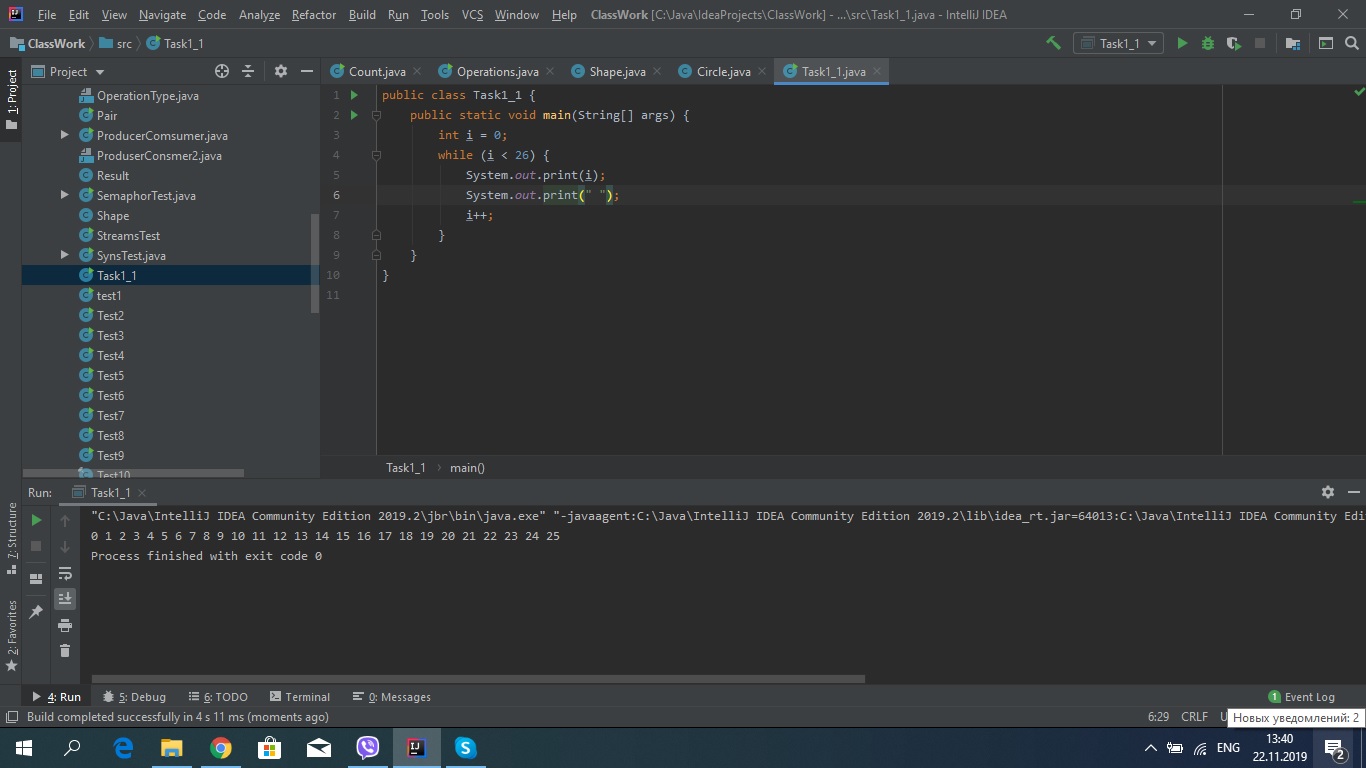 File Edit View Navigate Code Analyze Refactor Build Run Tools VCS Window Help ClassWork [C:\Java\IdeaProjects\ClassWork] - ...\src\Task1_1.java - IntelliJ IDEA
ClassWork src Task1_1 Task1_1
1: Project
Project
Count.java Operations.java Shape.java Circle.java Task1_1.java
OperationType.java
Pair
ProducerComsumer.java
ProduserConsmer2.java
Result
SemaphorTest.java
Shape
StreamsTest
SynsTest.java
Task1_1
test1
Test2
Test3
Test4
Test5
Test6
Test7
Test8
Test9
Test10
1 public class Task1_1 {
2 public static void main(String[] args) {
3 int i = 0;
4 while (i < 26) {
5 System.out.print(i);
6 System.out.print(" ");
7 i++;
8 }
9 }
10 }
11
Task1_1 › main()
Run: Task1_1
"C:\Java\IntelliJ IDEA Community Edition 2019.2\jbr\bin\java.exe" "-javaagent:C:\Java\IntelliJ IDEA Community Edition 2019.2\lib\idea_rt.jar=64013:C:\Java\IntelliJ IDEA Community Edi
0 1 2 3 4 5 6 7 8 9 10 11 12 13 14 15 16 17 18 19 20 21 22 23 24 25
Process finished with exit code 0
7: Structure
2: Favorites
4: Run 5: Debug 6: TODO Terminal 0: Messages 1 Event Log
Build completed successfully in 4 s 11 ms (moments ago) 6:29 CRLF
Новых уведомлений: 2
ENG 13:40
22.11.2019
2